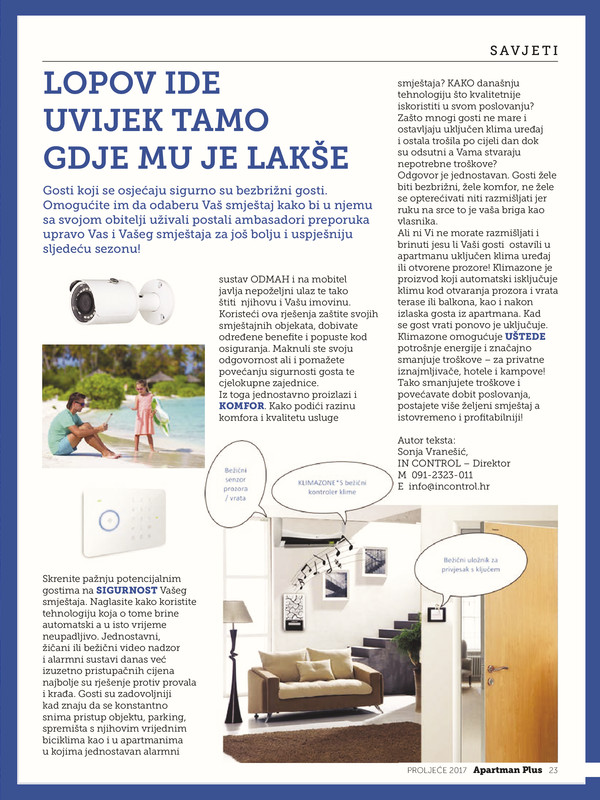 SAVJETI
LOPOV IDE
UVIJEK TAMO
GDJE MU JE LAKŠE
Gosti koji se osjećaju sigurno su bezbrižni gosti.
Omogućite im da odaberu Vaš smještaj kako bi u njemu
sa svojom obitelji uživali postali ambasadori preporuka
upravo Vas i Vašeg smještaja za još bolju i uspješniju
sljedeću sezonu!
Skrenite pažnju potencijalnim
gostima na SIGURNOST Vašeg
smještaja. Naglasite kako koristite
tehnologiju koja o tome brine
automatski a u isto vrijeme
neupadljivo. Jednostavni,
žičani ili bežični video nadzor
i alarmni sustavi danas već
izuzetno pristupačnih cijena
najbolje su rješenje protiv provala
i krađa. Gosti su zadovoljniji
kad znaju da se konstantno
snima pristup objektu, parking,
spremišta s njihovim vrijednim
biciklima kao i u apartmanima
u kojima jednostavan alarmni
sustav ODMAH i na mobitel
javlja nepoželjni ulaz te tako
štiti njihovu i Vašu imovinu.
Koristeći ova rješenja zaštite svojih
smještajnih objekata, dobivate
određene benefite i popuste kod
osiguranja. Maknuli ste svoju
odgovornost ali i pomažete
povećanju sigurnosti gosta te
cjelokupne zajednice.
Iz toga jednostavno proizlazi i
KOMFOR. Kako podići razinu
komfora i kvalitetu usluge
smještaja? KAKO današnju
tehnologiju što kvalitetnije
iskoristiti u svom poslovanju?
Zašto mnogi gosti ne mare i
ostavljaju uključen klima uređaj
i ostala trošila po cijeli dan dok
su odsutni a Vama stvaraju
nepotrebne troškove?
Odgovor je jednostavan. Gosti žele
biti bezbrižni, žele komfor, ne žele
se opterećivati niti razmišljati jer
ruku na srce to je vaša briga kao
vlasnika.
Ali ni Vi ne morate razmišljati i
brinuti jesu li Vaši gosti ostavili u
apartmanu uključen klima uređaj
ili otvorene prozore! Klimazone je
proizvod koji automatski isključuje
klimu kod otvaranja prozora i vrata
terase ili balkona, kao i nakon
izlaska gosta iz apartmana. Kad
se gost vrati ponovo je uključuje.
Klimazone omogućuje UŠTEDE
potrošnje energije i značajno
smanjuje troškove – za privatne
iznajmljivače, hotele i kampove!
Tako smanjujete troškove i
povećavate dobit poslovanja,
postajete više željeni smještaj a
istovremeno i profitabilniji!
Autor teksta:
Sonja Vranešić,
IN CONTROL – Direktor
M 091-2323-011
E info@incontrol.hr
Bežični
senzor
prozora
/ vrata
KLIMAZONE*5 bežični
kontroler klime
Bežični uložnik za
privjesak s ključem
PROLJEĆE 2017 Apartman Plus 23